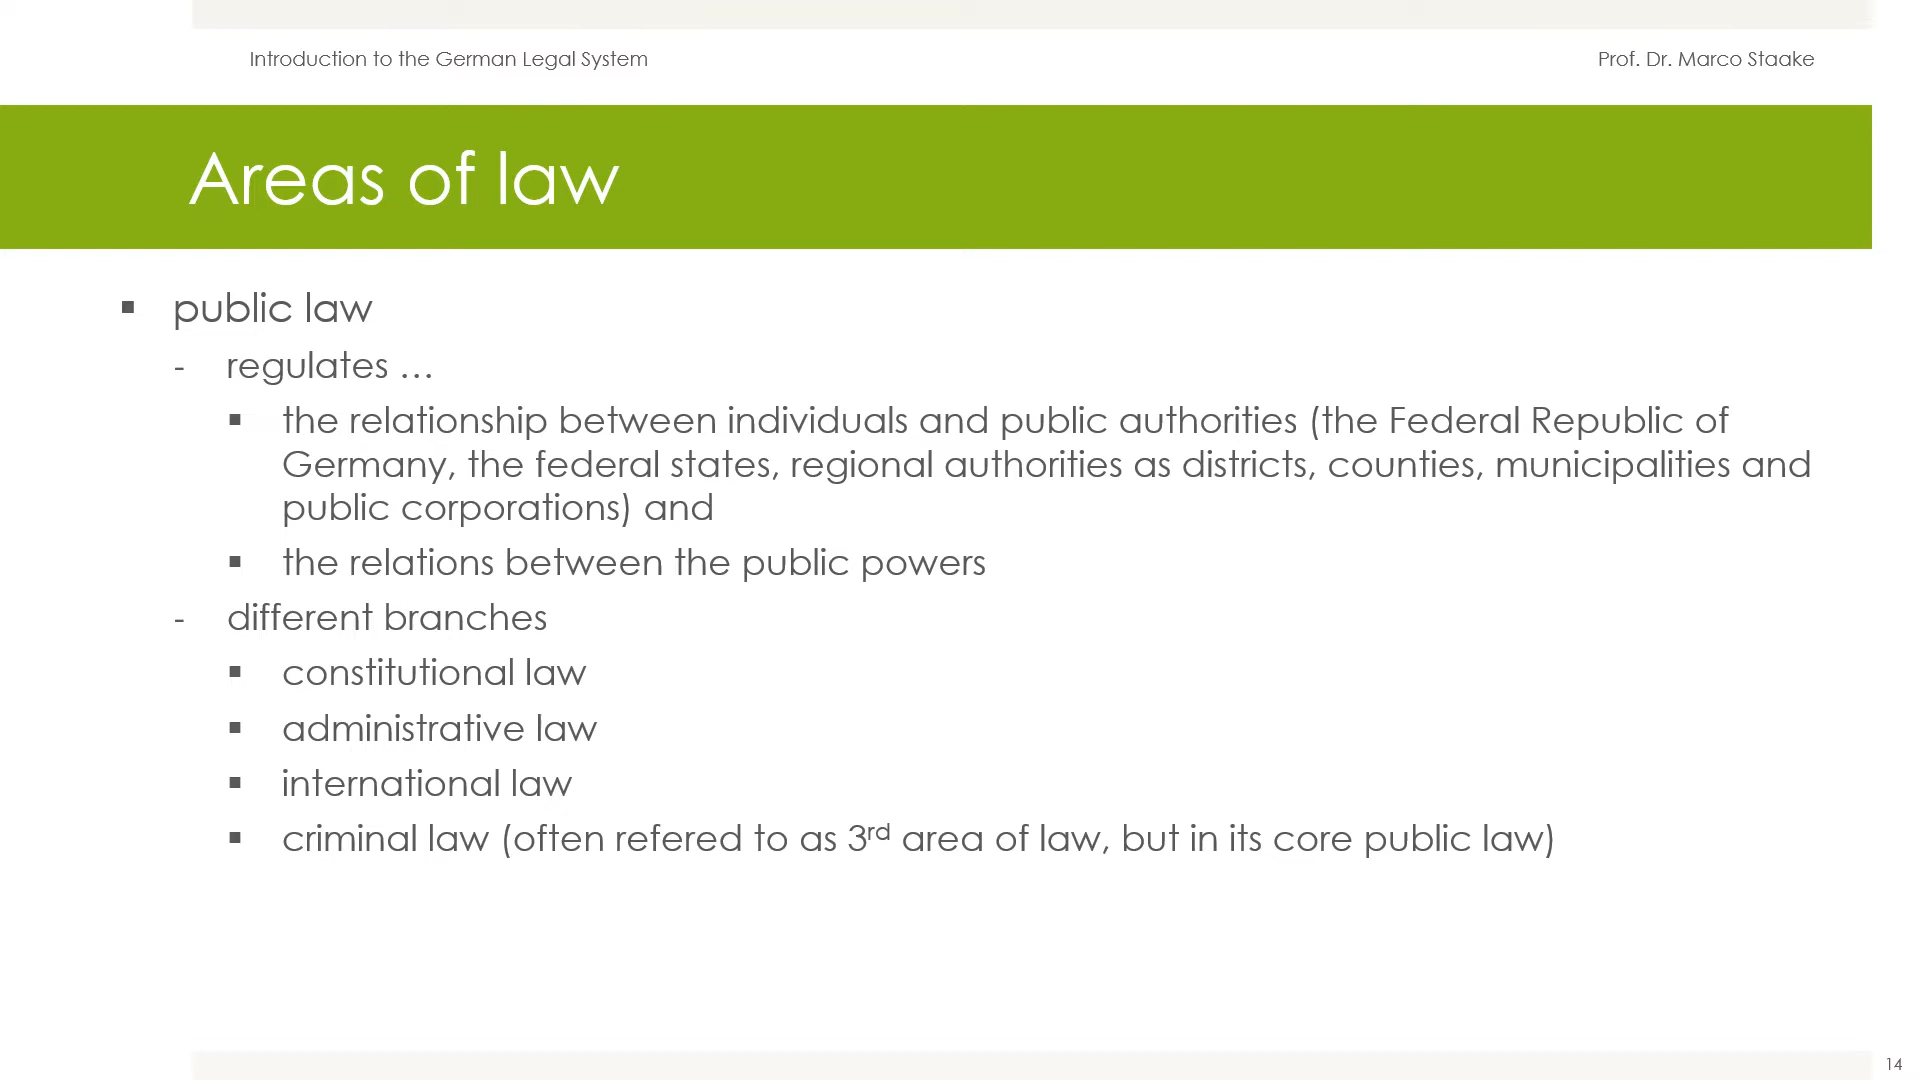 Introduction to the German Legal System
Prof. Dr. Marco Staake
Areas of law
▪ public law
- regulates …
▪ the relationship between individuals and public authorities (the Federal Republic of
Germany, the federal states, regional authorities as districts, counties, municipalities and
public corporations) and
▪ the relations between the public powers
- different branches
▪ constitutional law
▪ administrative law
▪ international law
▪ criminal law (often refered to as 3rd area of law, but in its core public law)
14